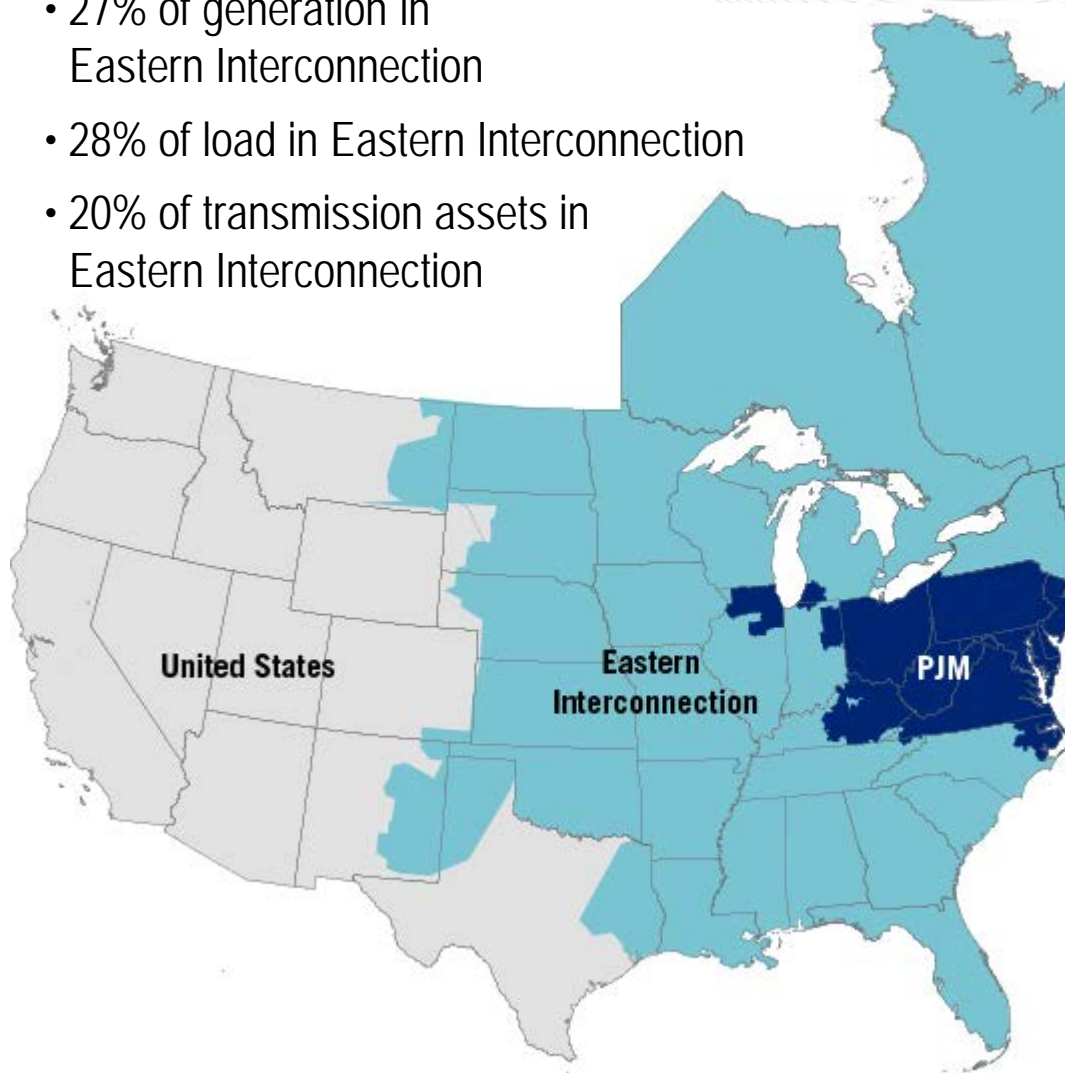 • 27% of generation in
Eastern Interconnection
• 28% of load in Eastern Interconnection
• 20% of transmission assets in
Eastern Interconnection
United States
Eastern
Interconnection
PJM